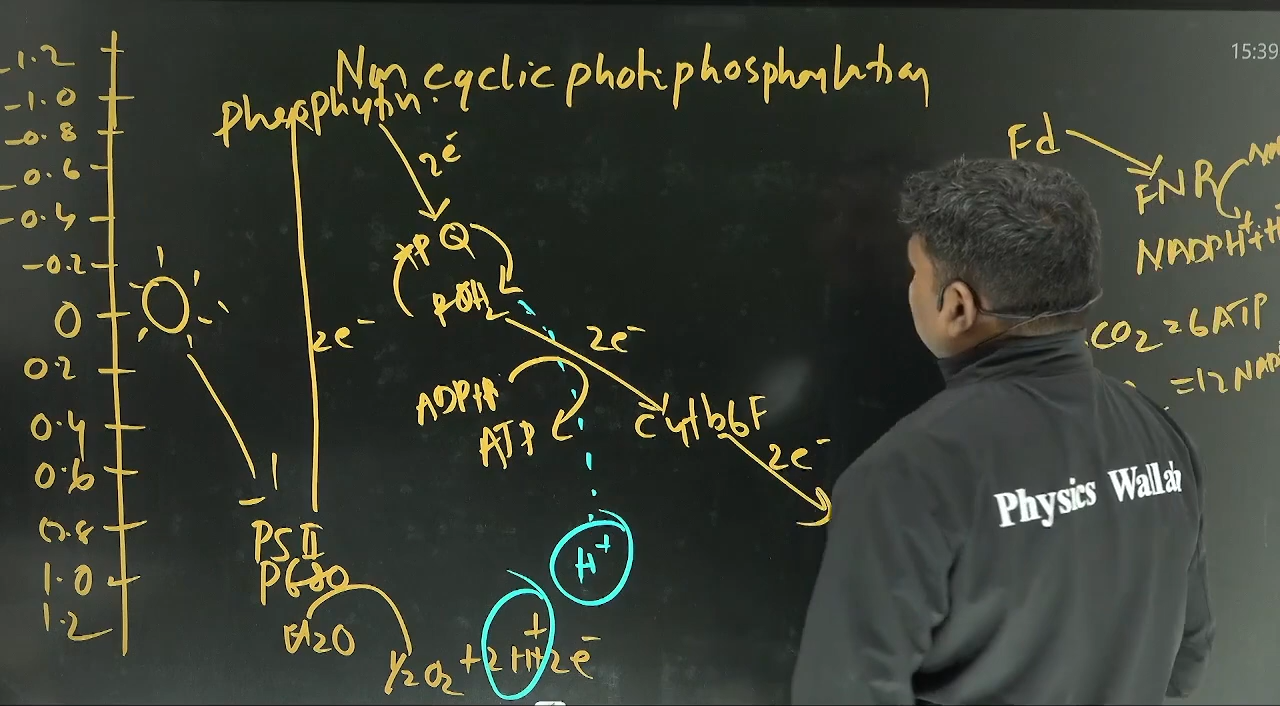 15:39
Non cyclic photophosphorylation
-1.2
-1.0
-0.8
-0.6
-0.4
-0.2
0
0.2
0.4
0.6
0.8
1.0
1.2
pheophytin
2e⁻
PQ
PQH₂
2e⁻
2e⁻
ADP+
ATP
Cytb6F
2e⁻
PS II
P680
H2O
½O₂ + 2H⁺ 2e⁻
H⁺
Fd
FNR
NADPH+H
CO₂ = 6ATP
=12 NAD
Physics Wallah